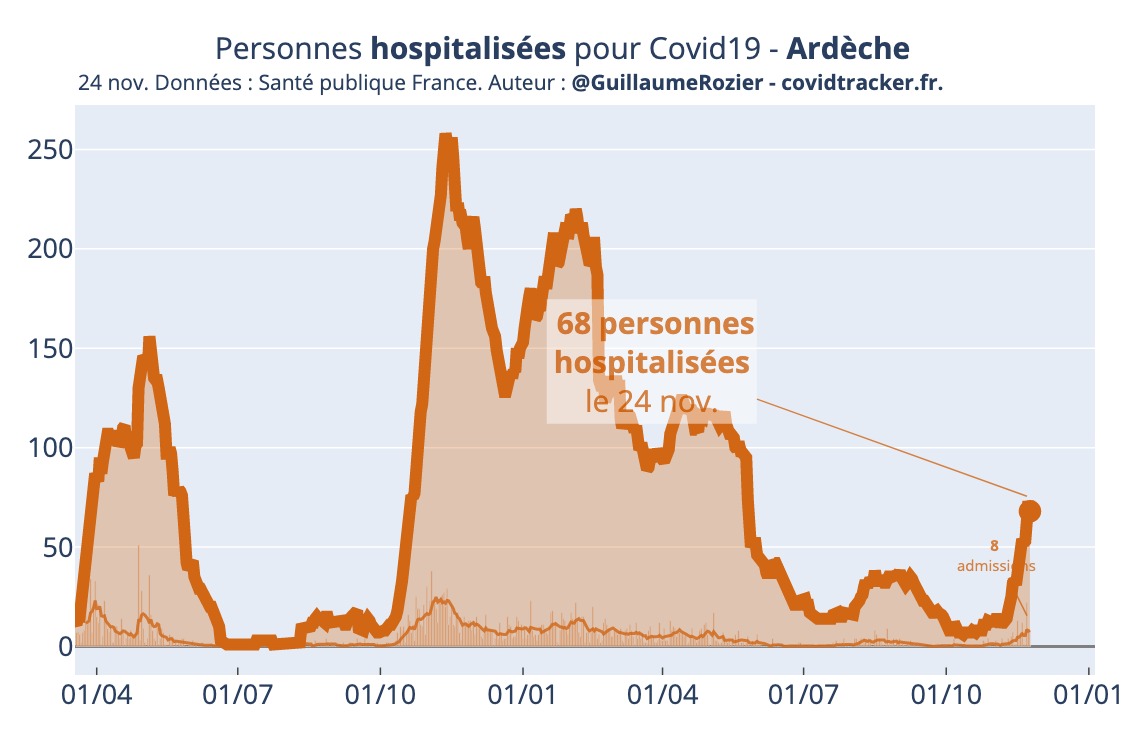 Personnes hospitalisées pour Covid19 - Ardèche
24 nov. Données : Santé publique France. Auteur : @GuillaumeRozier - covidtracker.fr.
250
200
150
100
50
0
68 personnes
hospitalisées
le 24 nov.
8
admissions
01/04
01/07
01/10
01/01
01/04
01/07
01/10
01/01